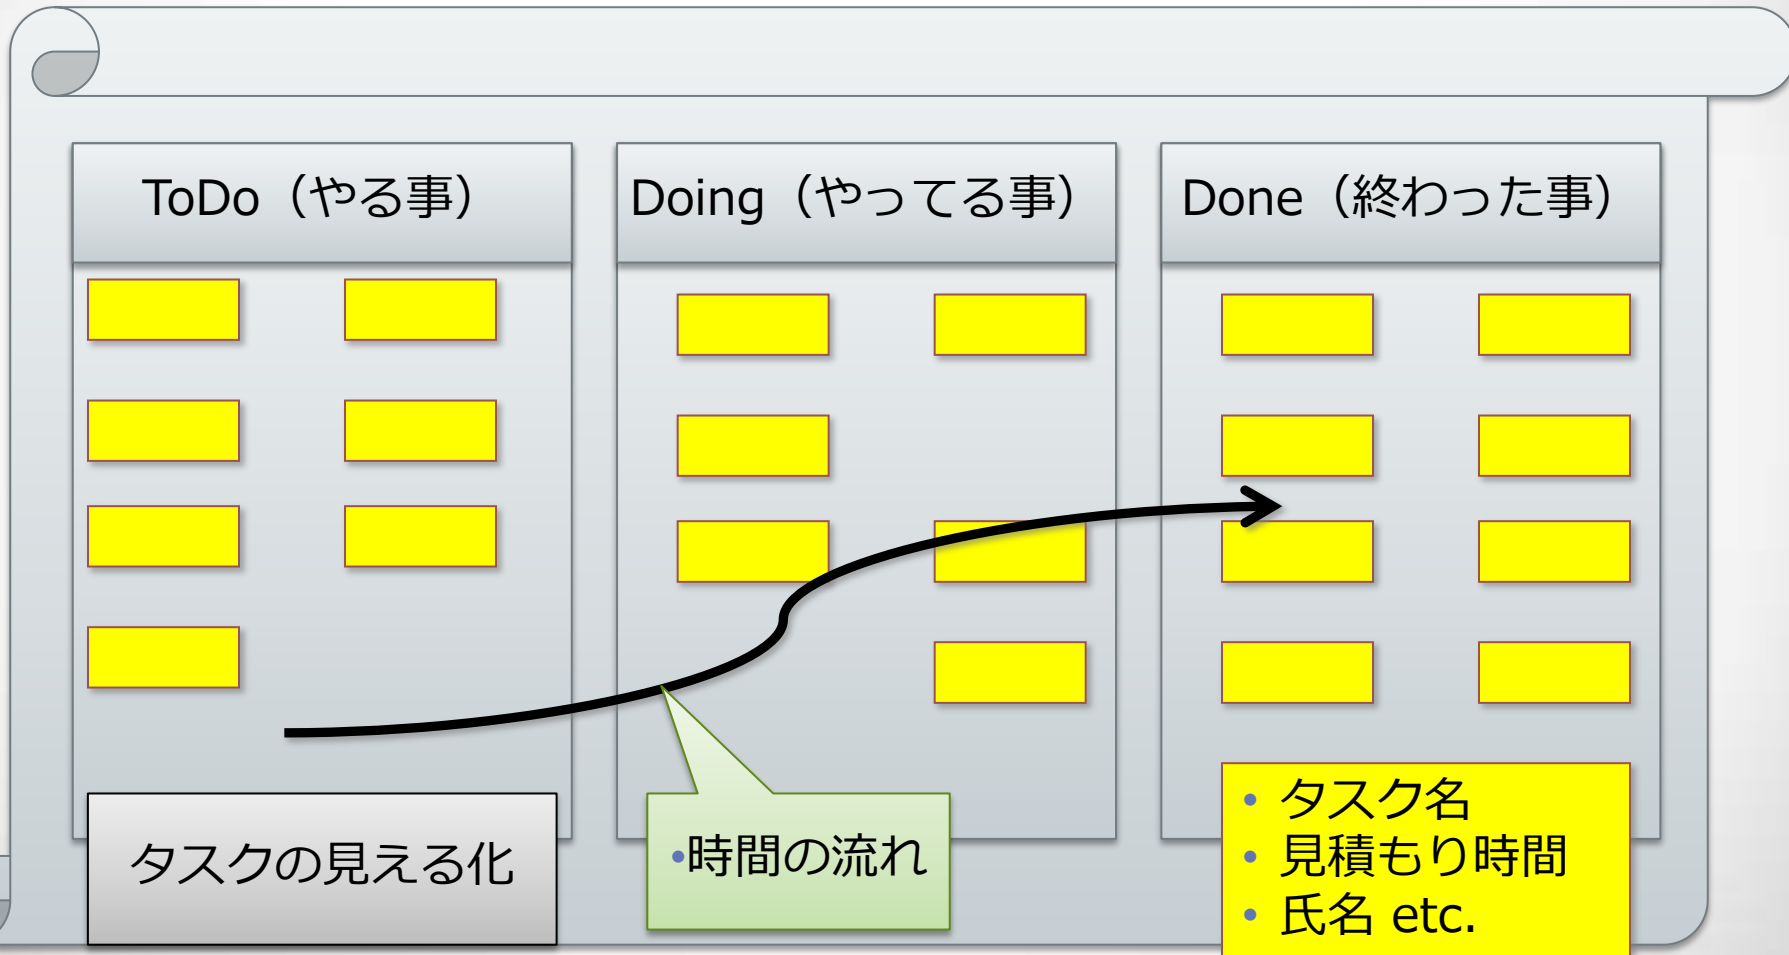 ToDo（やる事）
Doing（やってる事）
Done（終わった事）
タスクの見える化
•時間の流れ
• タスク名
• 見積もり時間
• 氏名 etc.